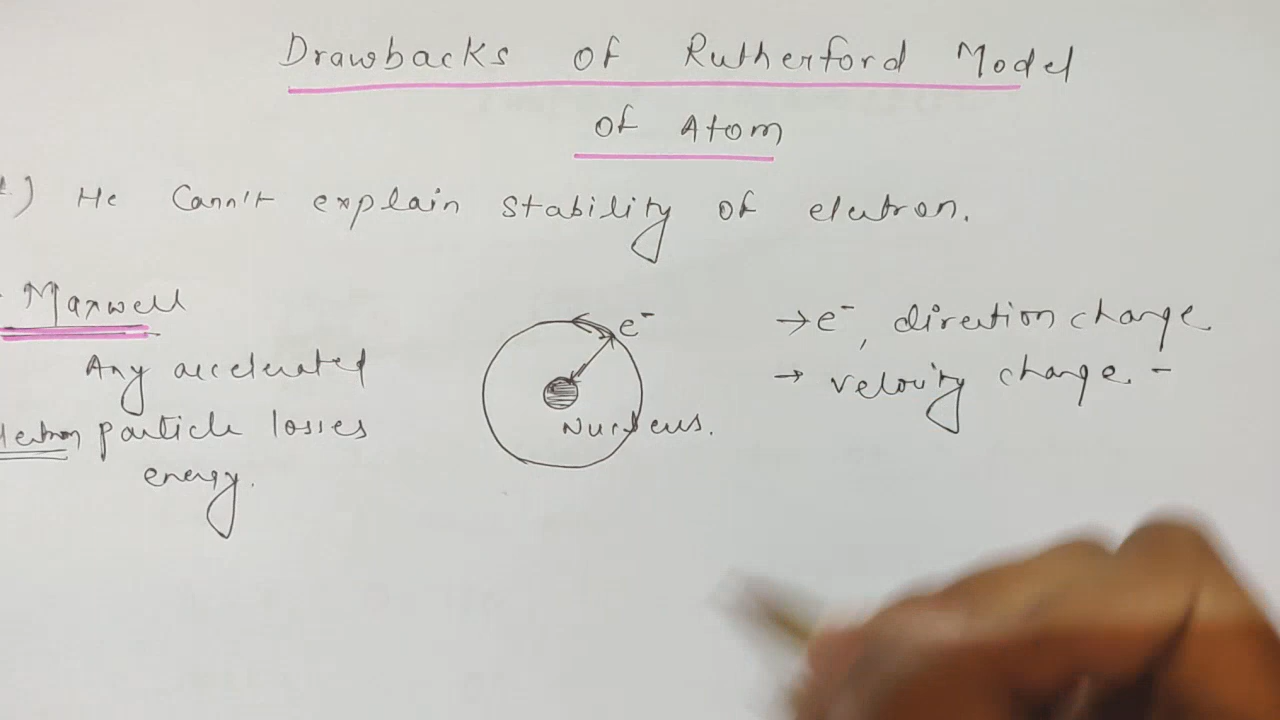 Drawbacks of Rutherford Model
of Atom
) He Cann't explain stability of eletron.
Maxwell
Any accelerated
particle losses
energy.
e-
Nucleus.
→ e-, direction change
→ velocity change. -